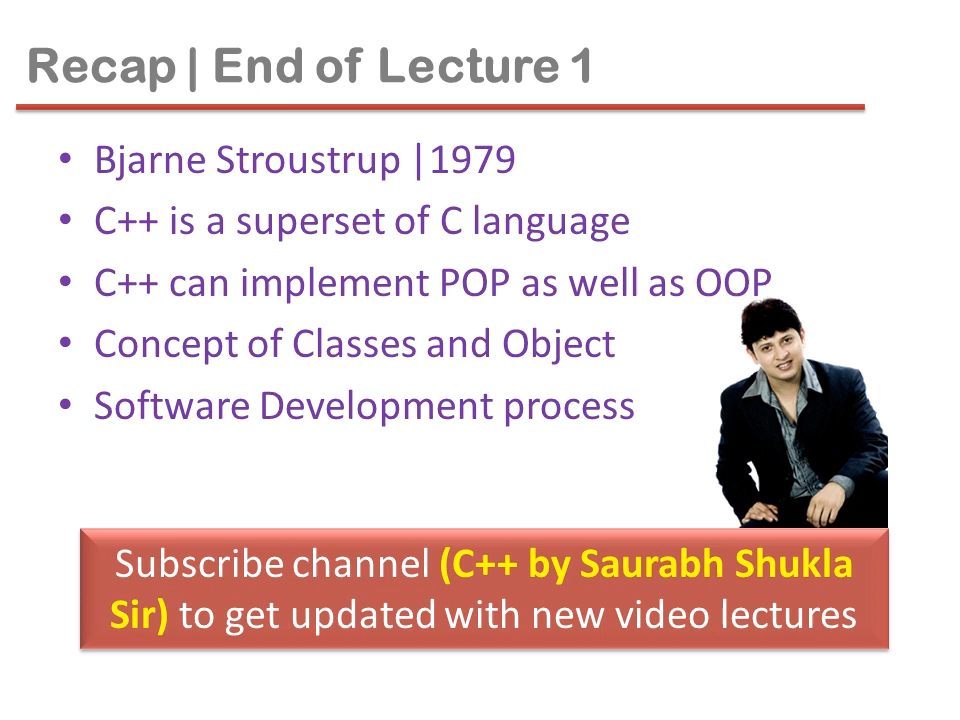 Recap | End of Lecture 1
• Bjarne Stroustrup |1979
• C++ is a superset of C language
• C++ can implement POP as well as OOP
• Concept of Classes and Object
• Software Development process
Subscribe channel (C++ by Saurabh Shukla
Sir) to get updated with new video lectures